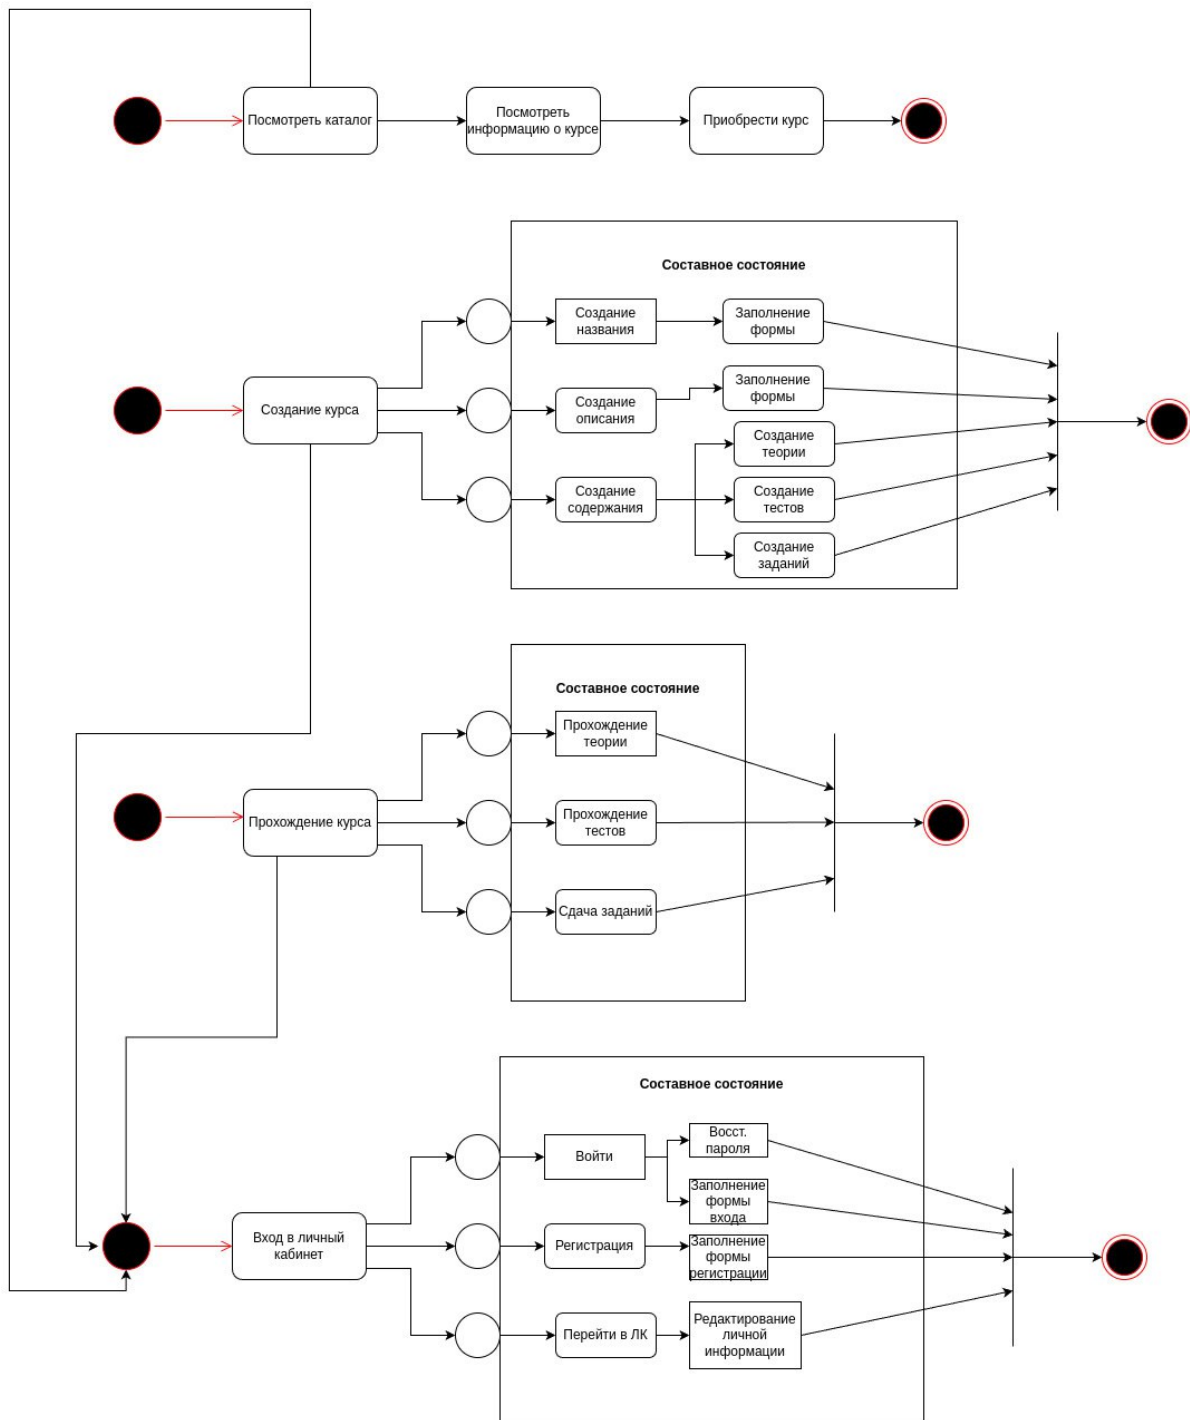 Посмотреть каталог
Посмотреть
информацию о курсе
Приобрести курс
Составное состояние
Создание
названия
Заполнение
формы
Создание курса
Создание
описания
Заполнение
формы
Создание
теории
Создание
содержания
Создание
тестов
Создание
заданий
Составное состояние
Прохождение
теории
Прохождение курса
Прохождение
тестов
Сдача заданий
Составное состояние
Войти
Восст.
пароля
Заполнение
формы
входа
Вход в личный
кабинет
Регистрация
Заполнение
формы
регистрации
Перейти в ЛК
Редактирование
личной
информации